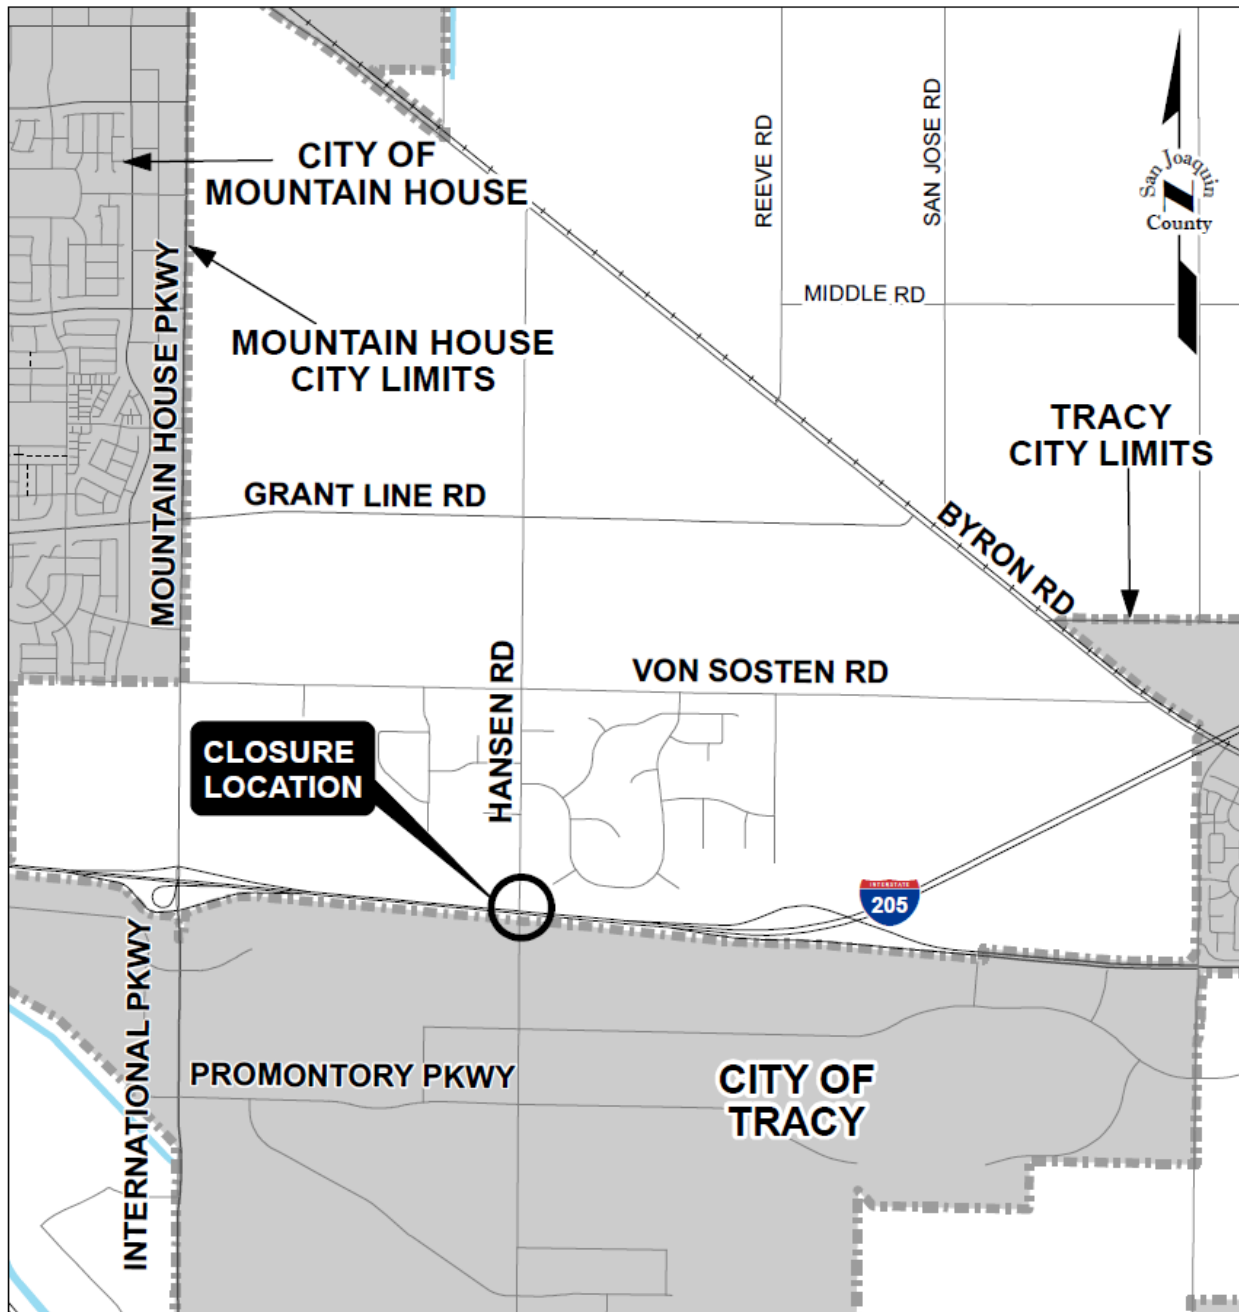 CITY OF
MOUNTAIN HOUSE
REEVE RD
SAN JOSE RD
San Joaquin
County
MIDDLE RD
MOUNTAIN HOUSE PKWY
MOUNTAIN HOUSE
CITY LIMITS
TRACY
CITY LIMITS
GRANT LINE RD
BYRON RD
VON SOSTEN RD
HANSEN RD
CLOSURE
LOCATION
INTERSTATE
205
INTERNATIONAL PKWY
PROMONTORY PKWY
CITY OF
TRACY